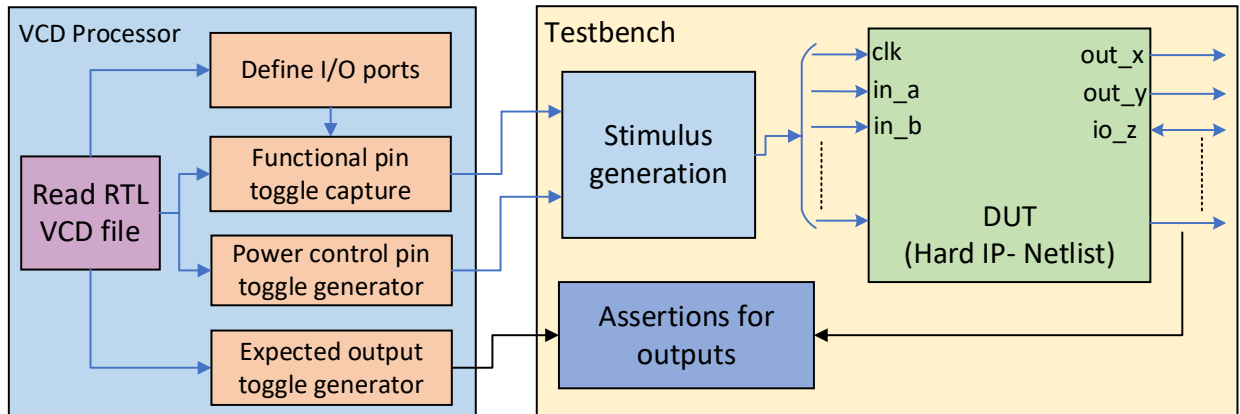 VCD Processor
Define I/O ports
Functional pin
toggle capture
Read RTL
VCD file
Power control pin
toggle generator
Expected output
toggle generator
Testbench
Stimulus
generation
clk
in_a
in_b
out_x
out_y
io_z
DUT
(Hard IP- Netlist)
Assertions for
outputs